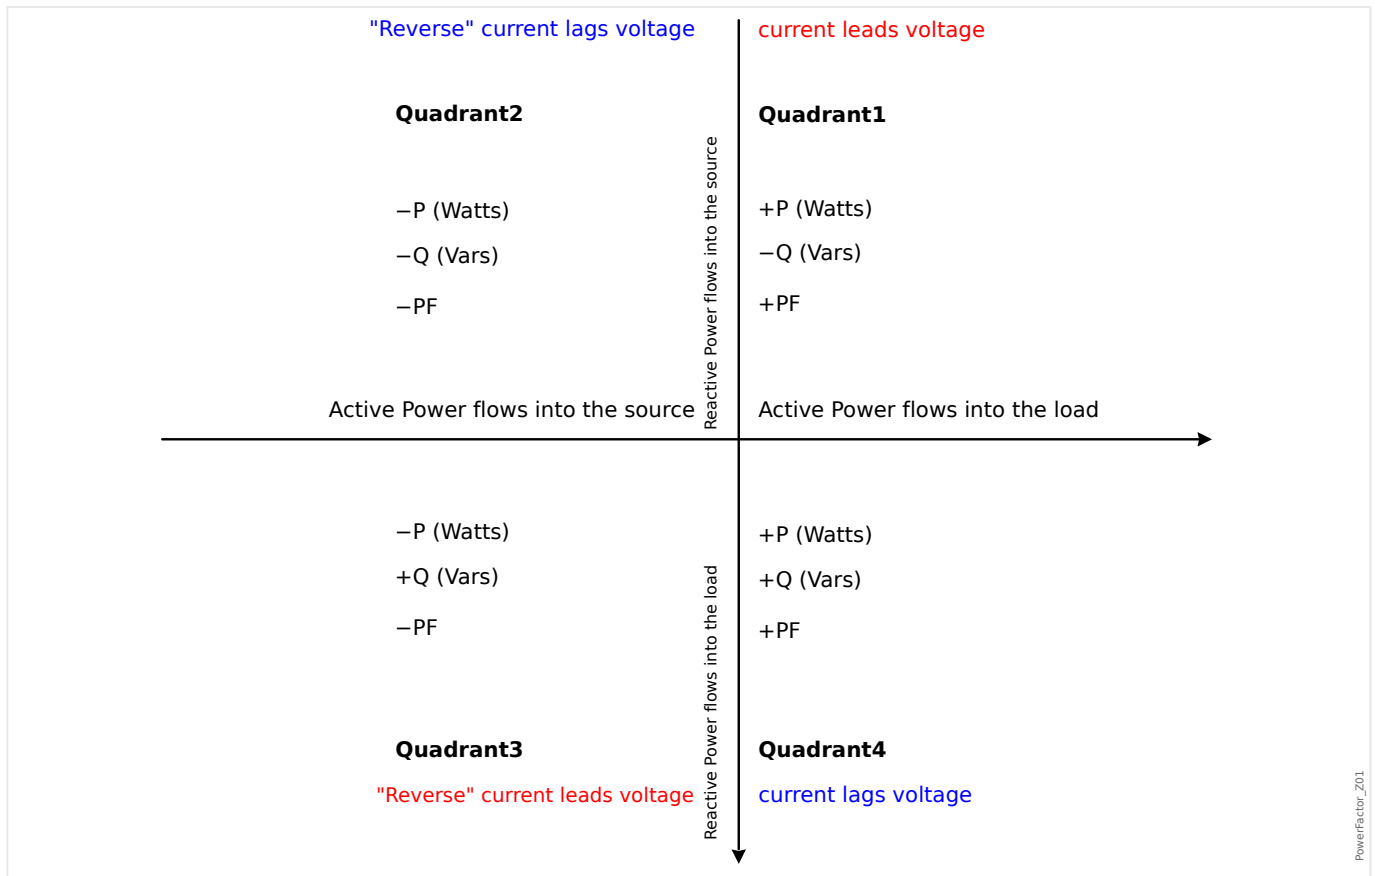 "Reverse" current lags voltage
current leads voltage
Quadrant2
Quadrant1
−P (Watts)
−Q (Vars)
−PF
Reactive Power flows into the source
+P (Watts)
−Q (Vars)
+PF
Active Power flows into the source
Active Power flows into the load
−P (Watts)
+Q (Vars)
−PF
Reactive Power flows into the load
+P (Watts)
+Q (Vars)
+PF
Quadrant3
Quadrant4
"Reverse" current leads voltage
current lags voltage
PowerFactor_Z01